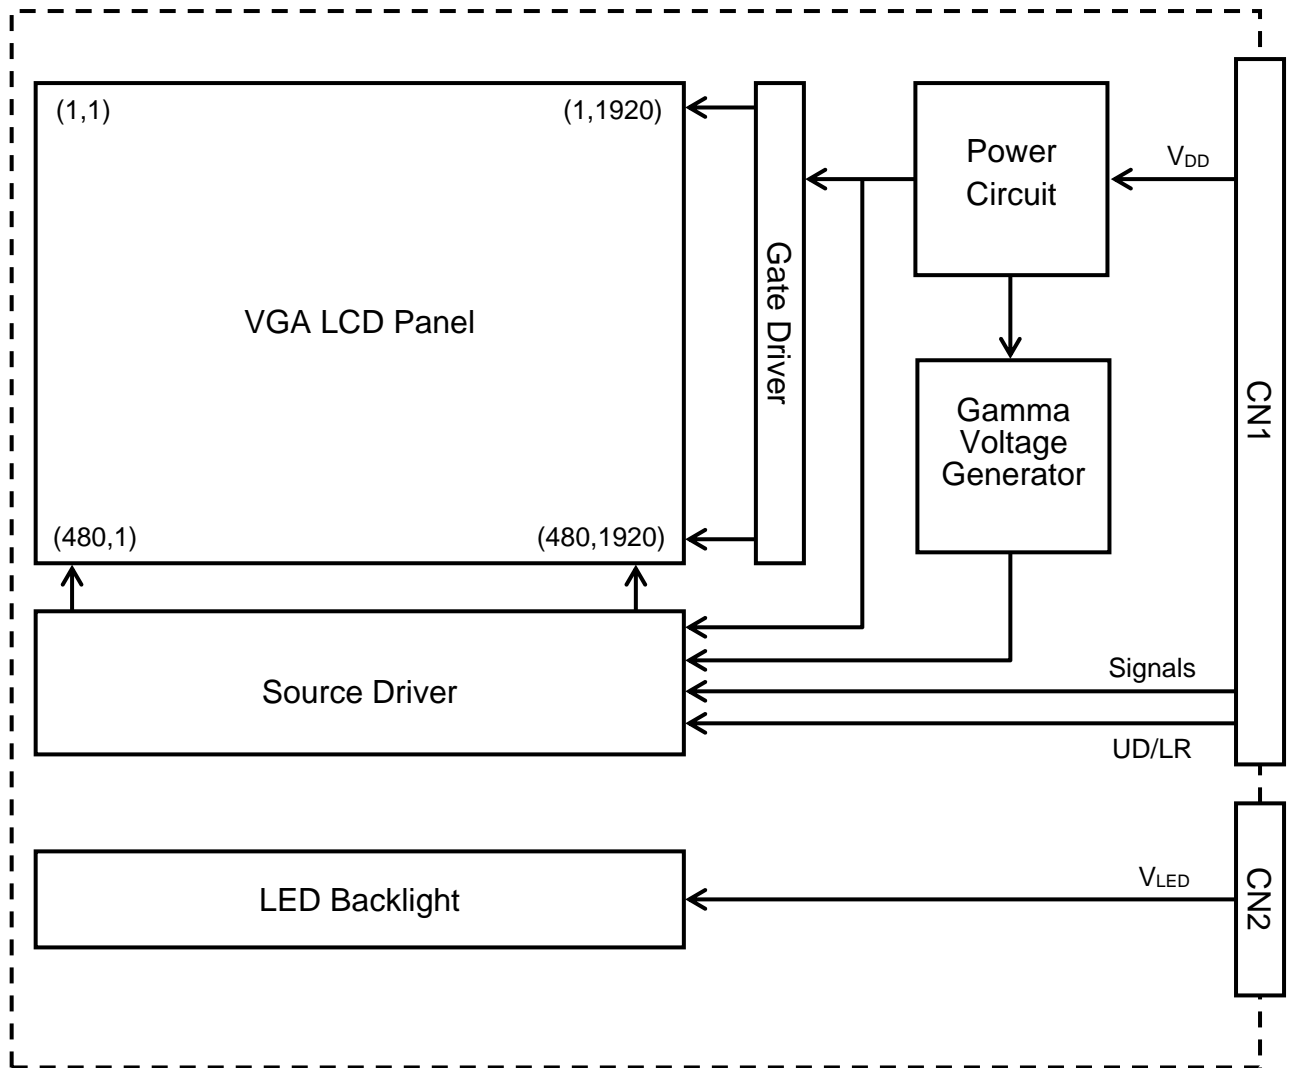 (1,1)
(1,1920)
Power
Circuit
VDD
VGA LCD Panel
Gate Driver
Gamma
Voltage
Generator
CN1
(480,1)
(480,1920)
Source Driver
Signals
UD/LR
LED Backlight
VLED
CN2